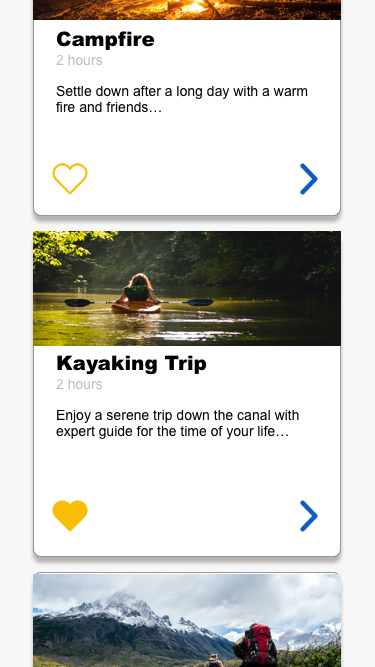 Campfire
2 hours
Settle down after a long day with a warm
fire and friends…
Kayaking Trip
2 hours
Enjoy a serene trip down the canal with
expert guide for the time of your life…